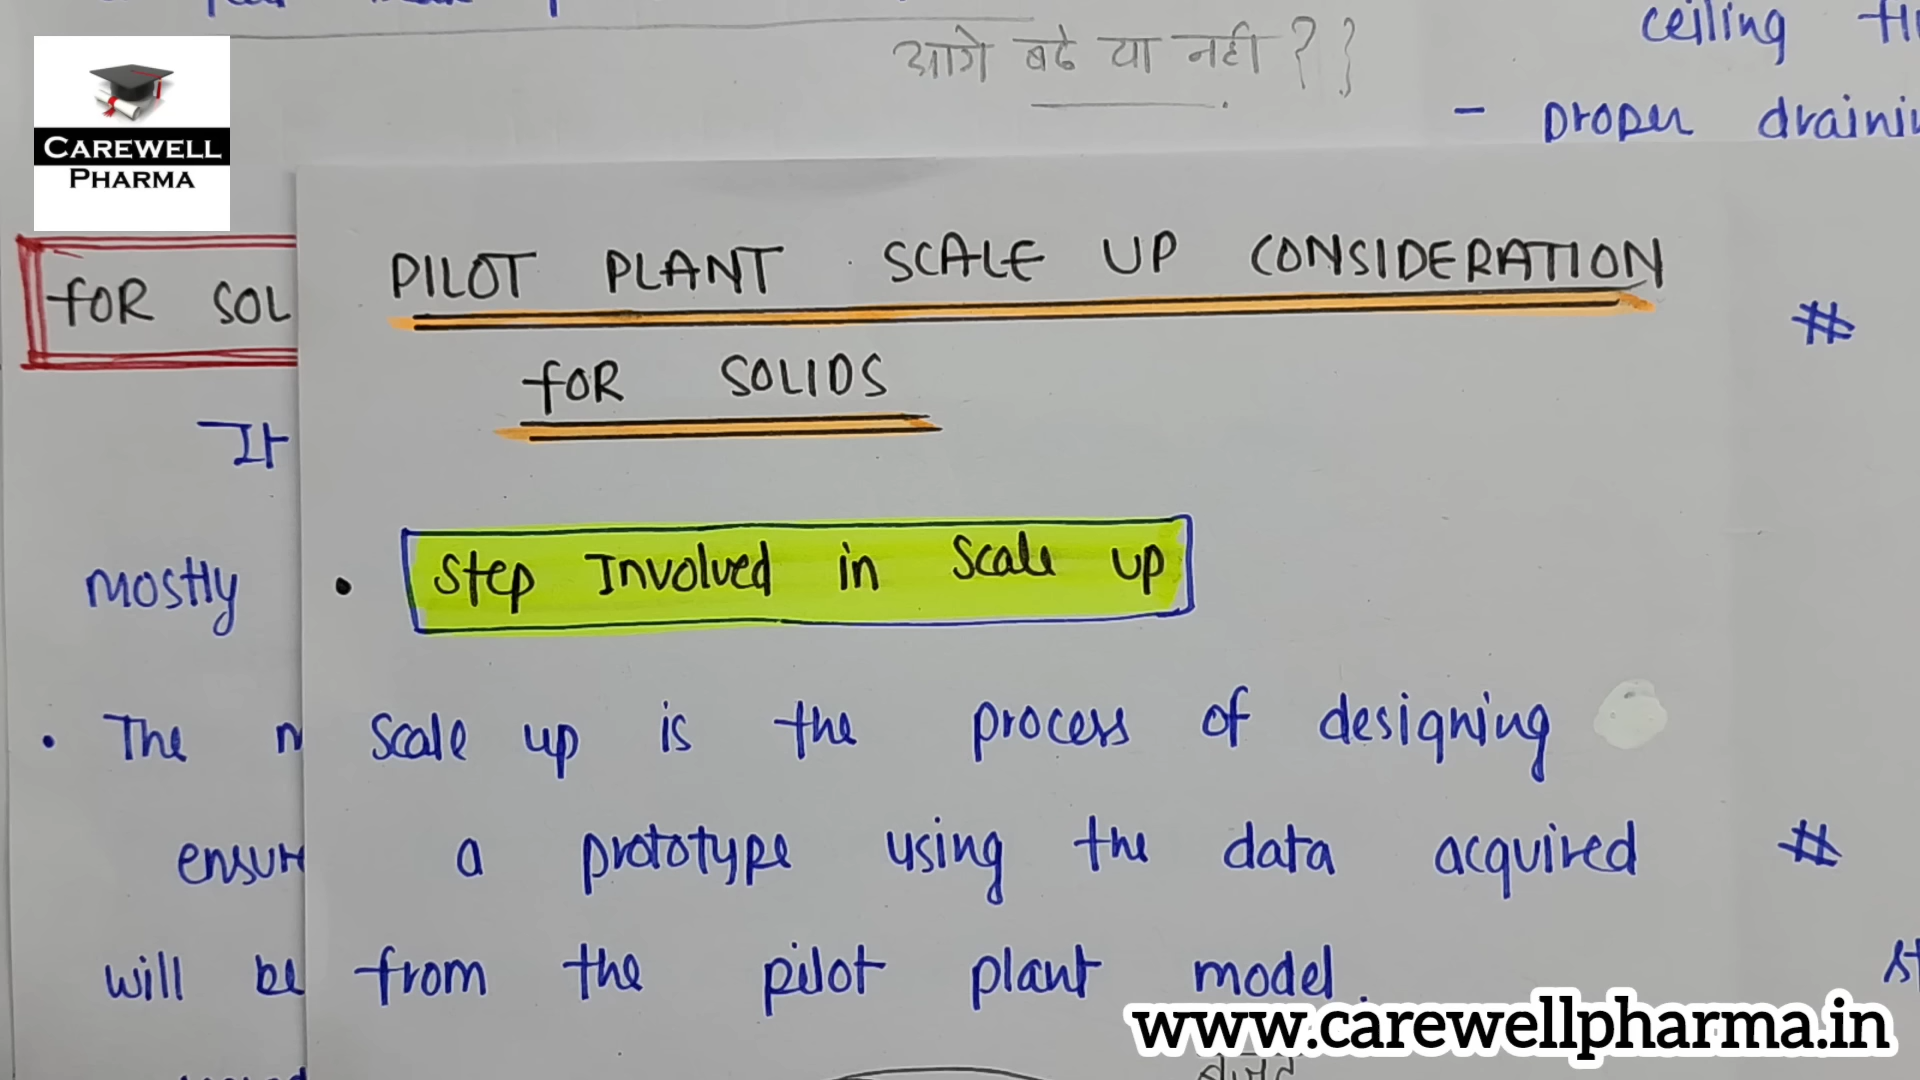 आगे बढे या नही ??
ceiling
- proper
CAREWELL
PHARMA
FOR SOL
PILOT PLANT SCALE UP CONSIDERATION
FOR SOLIDS
#
It
mostly
• Step Involved in Scale up
• The
Scale up is the process of designing
ensure
a prototype using the data acquired
#
will be
from the pilot plant model.
www.carewellpharma.in